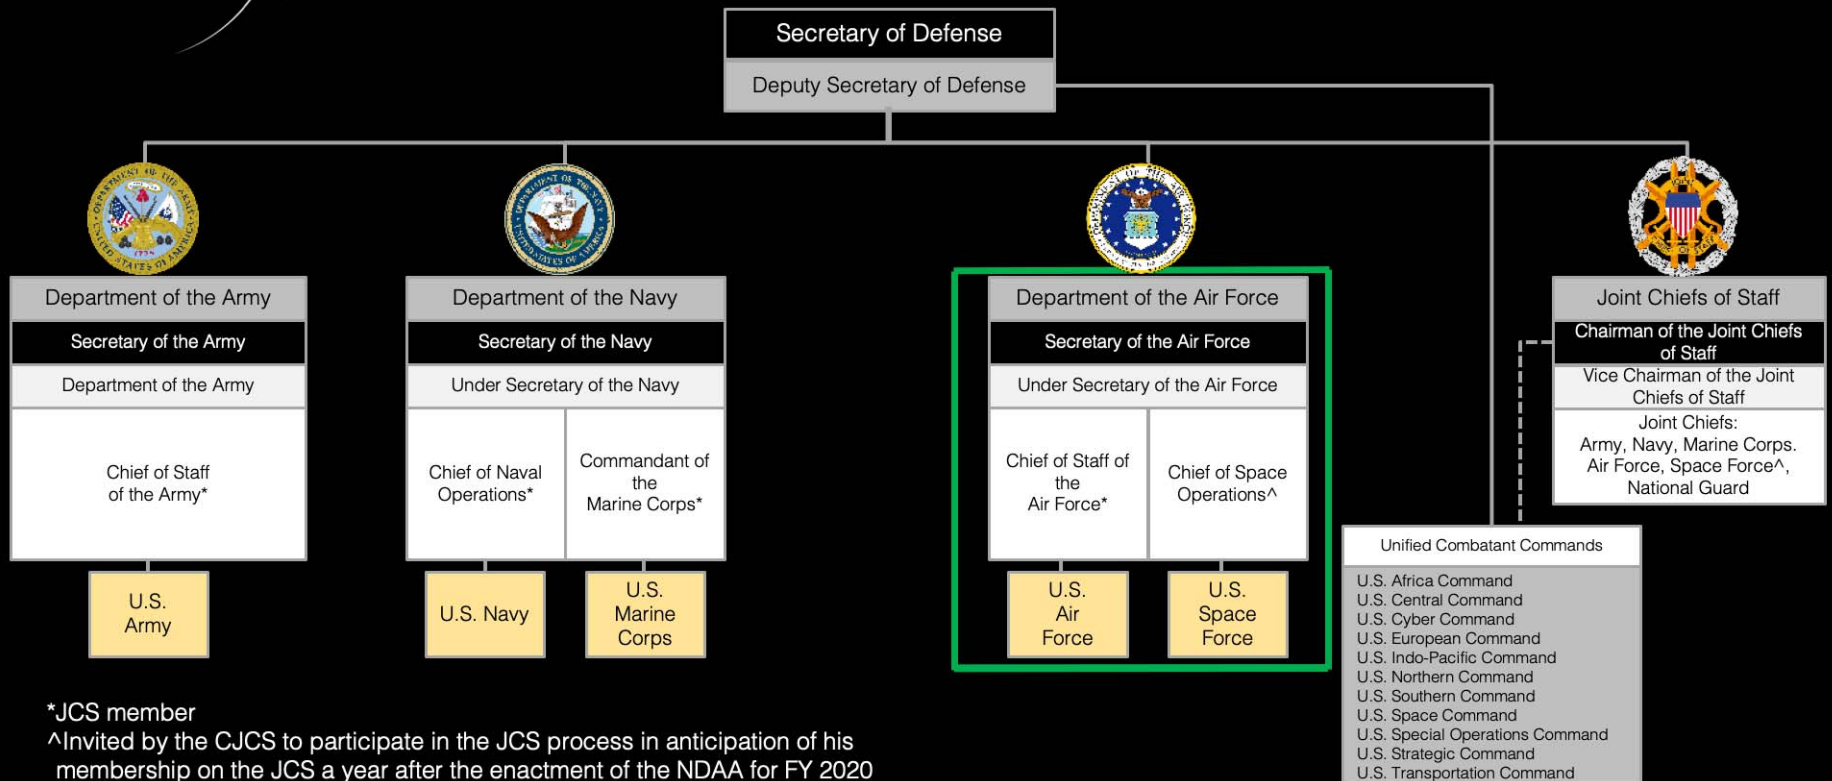 Secretary of Defense
Deputy Secretary of Defense
Department of the Army
Secretary of the Army
Department of the Army
Chief of Staff
of the Army*
U.S.
Army
Department of the Navy
Secretary of the Navy
Under Secretary of the Navy
Chief of Naval
Operations*
Commandant of
the
Marine Corps*
U.S. Navy
U.S.
Marine
Corps
Department of the Air Force
Secretary of the Air Force
Under Secretary of the Air Force
Chief of Staff of
the
Air Force*
Chief of Space
Operations^
U.S.
Air
Force
U.S.
Space
Force
Joint Chiefs of Staff
Chairman of the Joint Chiefs
of Staff
Vice Chairman of the Joint
Chiefs of Staff
Joint Chiefs:
Army, Navy, Marine Corps.
Air Force, Space Force^,
National Guard
Unified Combatant Commands
U.S. Africa Command
U.S. Central Command
U.S. Cyber Command
U.S. European Command
U.S. Indo-Pacific Command
U.S. Northern Command
U.S. Southern Command
U.S. Space Command
U.S. Special Operations Command
U.S. Strategic Command
U.S. Transportation Command
*JCS member
^Invited by the CJCS to participate in the JCS process in anticipation of his
membership on the JCS a year after the enactment of the NDAA for FY 2020